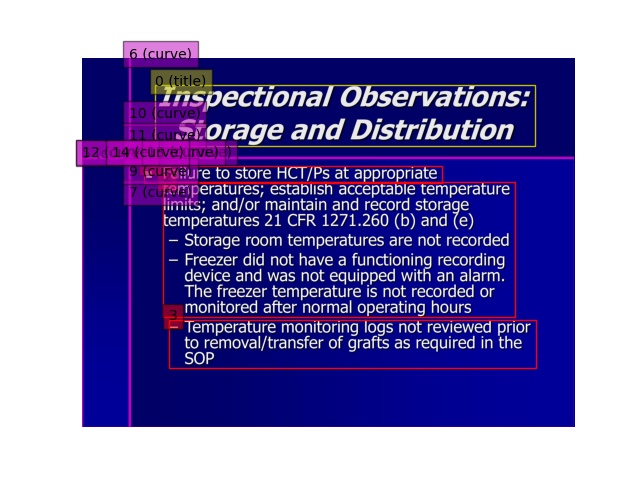 6 (curve)
0 (title)
Inspectional Observations:
10 (curve)
Storage and Distribution
11 (curve)
12
14 (curve)
9 (curve)
Failure to store HCT/Ps at appropriate
7 (curve)
temperatures; establish acceptable temperature
limits; and/or maintain and record storage
temperatures 21 CFR 1271.260 (b) and (e)
– Storage room temperatures are not recorded
– Freezer did not have a functioning recording
device and was not equipped with an alarm.
The freezer temperature is not recorded or
monitored after normal operating hours
3
– Temperature monitoring logs not reviewed prior
to removal/transfer of grafts as required in the
SOP